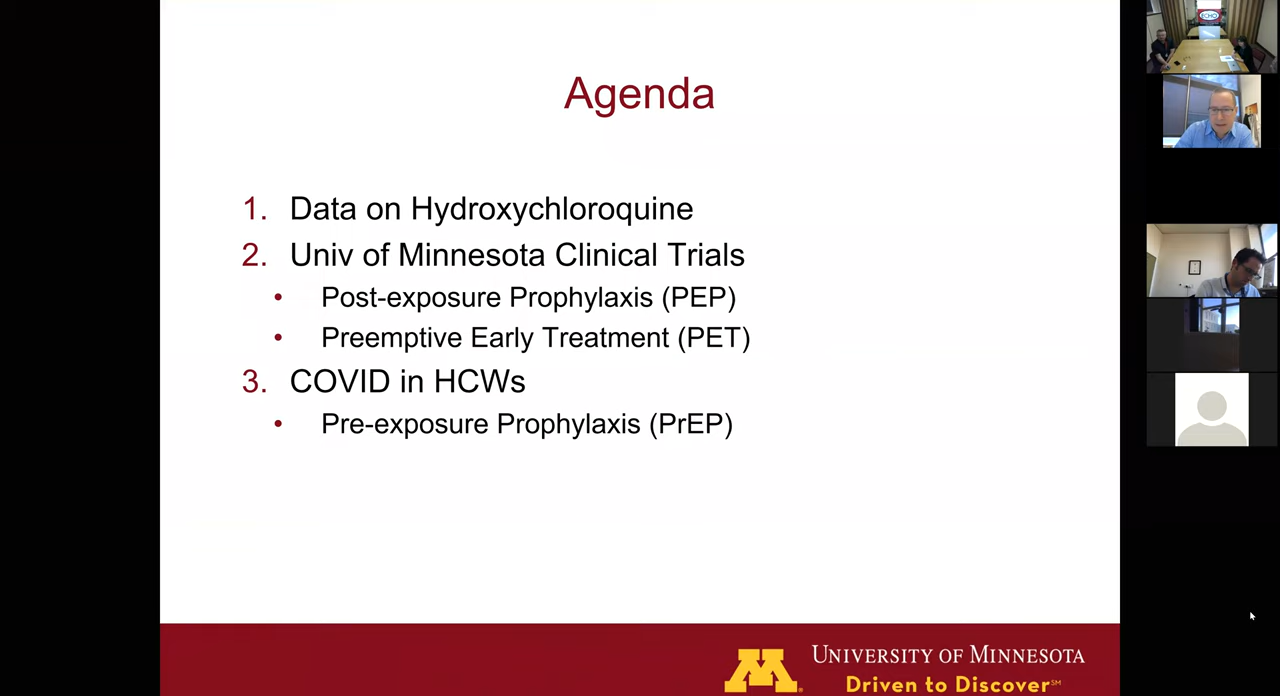 Agenda
1. Data on Hydroxychloroquine
2. Univ of Minnesota Clinical Trials
• Post-exposure Prophylaxis (PEP)
• Preemptive Early Treatment (PET)
3. COVID in HCWs
• Pre-exposure Prophylaxis (PrEP)
UNIVERSITY OF MINNESOTA
Driven to Discover℠
ECHO